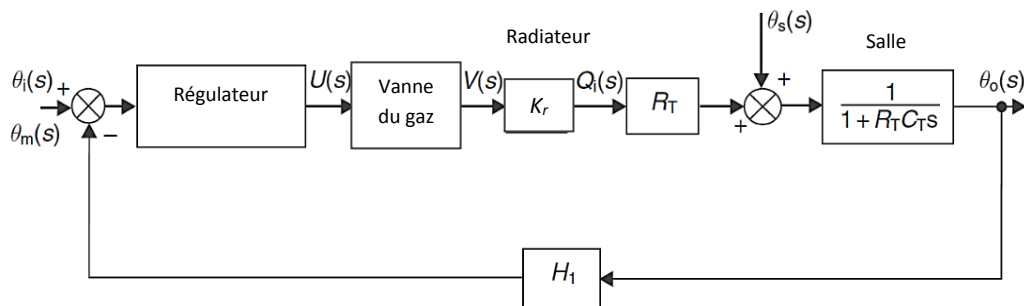 θs(s)
Radiateur
Salle
θi(s)
+
Régulateur
U(s)
Vanne
du gaz
V(s)
Kr
Qi(s)
RT
+
+
1
1 + RTCTs
θo(s)
θm(s)
−
H1